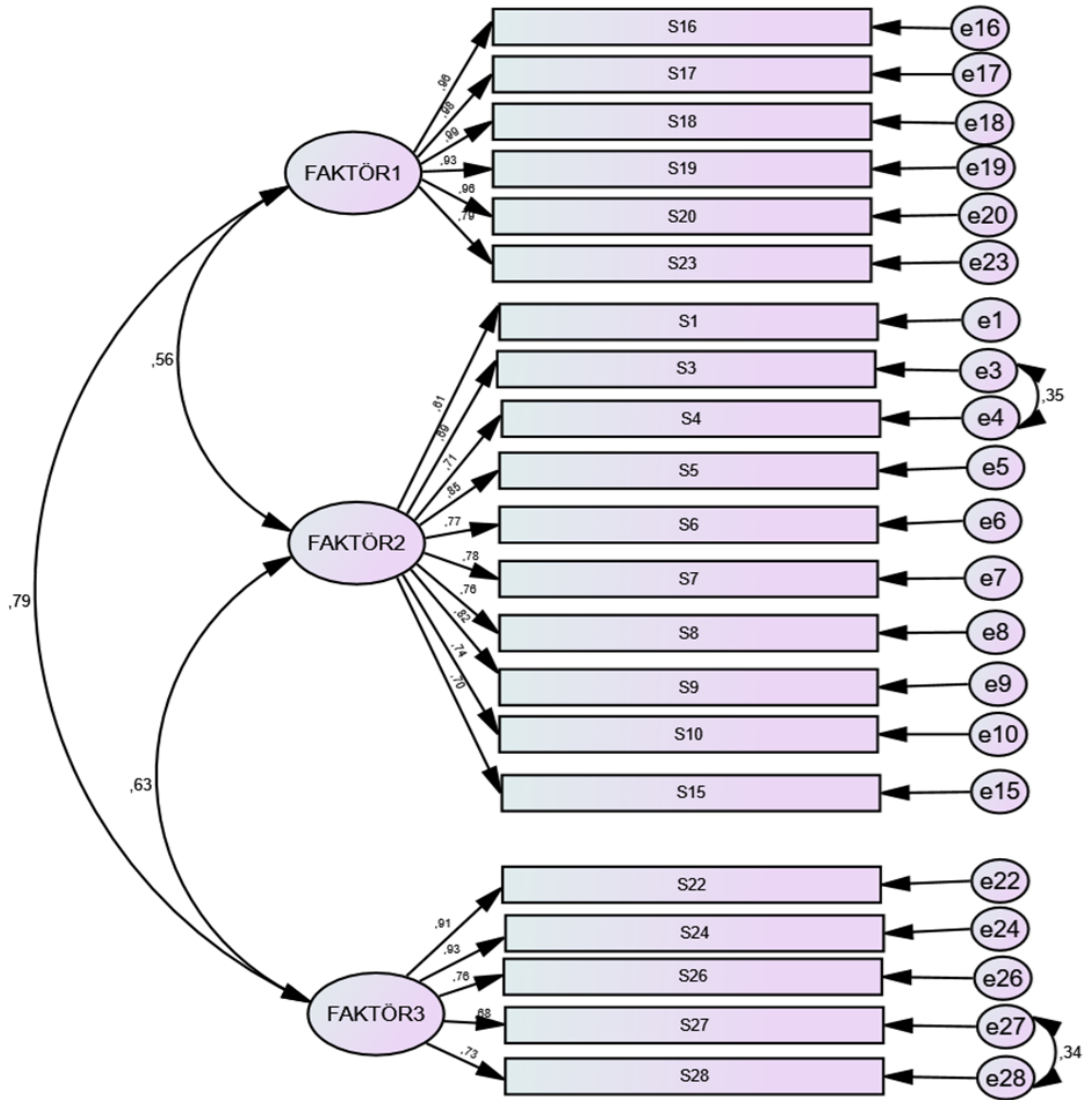 S16
e16
,96
S17
e17
,98
S18
e18
,99
FAKTÖR1
,93
S19
e19
,96
S20
e20
,79
S23
e23
S1
e1
,61
S3
e3
,69
S4
e4
,35
,71
S5
e5
,85
,56
S6
e6
,77
FAKTÖR2
S7
e7
,78
S8
e8
,76
S9
e9
,82
S10
e10
,74
S15
e15
,70
,79
,63
S22
e22
,91
S24
e24
,93
S26
e26
,76
FAKTÖR3
S27
e27
,68
,34
S28
e28
,73